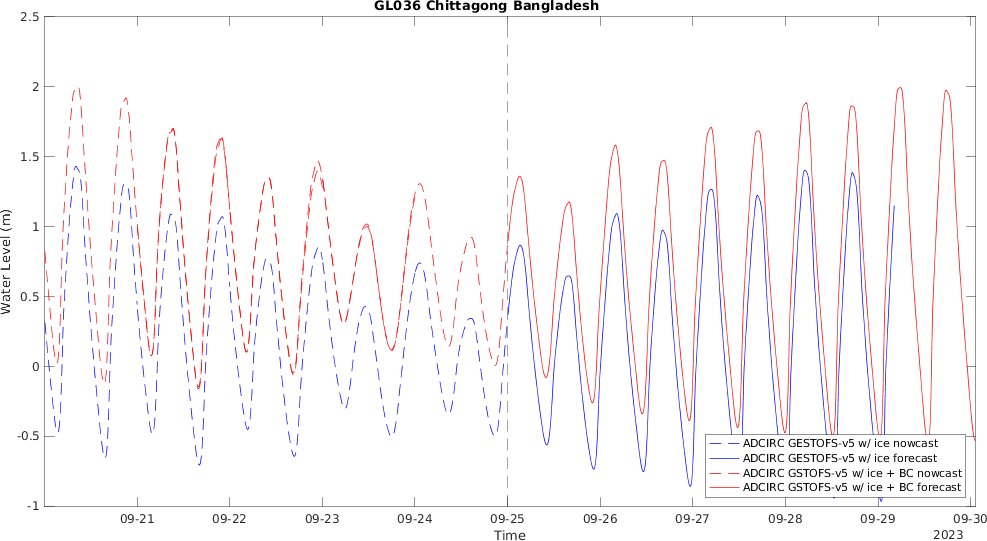 GL036 Chittagong Bangladesh
2.5
2
1.5
1
0.5
0
-0.5
-1
Water Level (m)
ADCIRC GESTOFS-v5 w/ ice nowcast
ADCIRC GESTOFS-v5 w/ ice forecast
ADCIRC GSTOFS-v5 w/ ice + BC nowcast
ADCIRC GSTOFS-v5 w/ ice + BC forecast
09-21 09-22 09-23 09-24 09-25 09-26 09-27 09-28 09-29 09-30
Time
2023